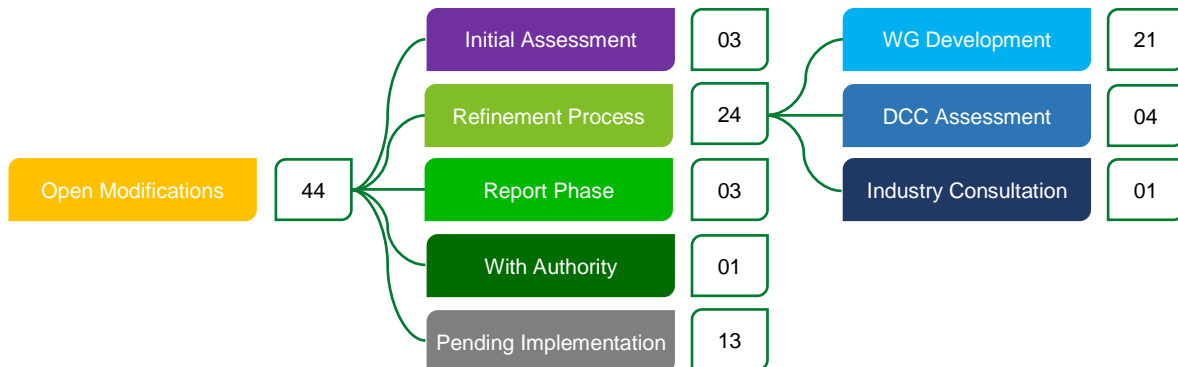 Initial Assessment 03 WG Development 21
Refinement Process 24 DCC Assessment 04
Open Modifications 44 Report Phase 03 Industry Consultation 01
With Authority 01
Pending Implementation 13